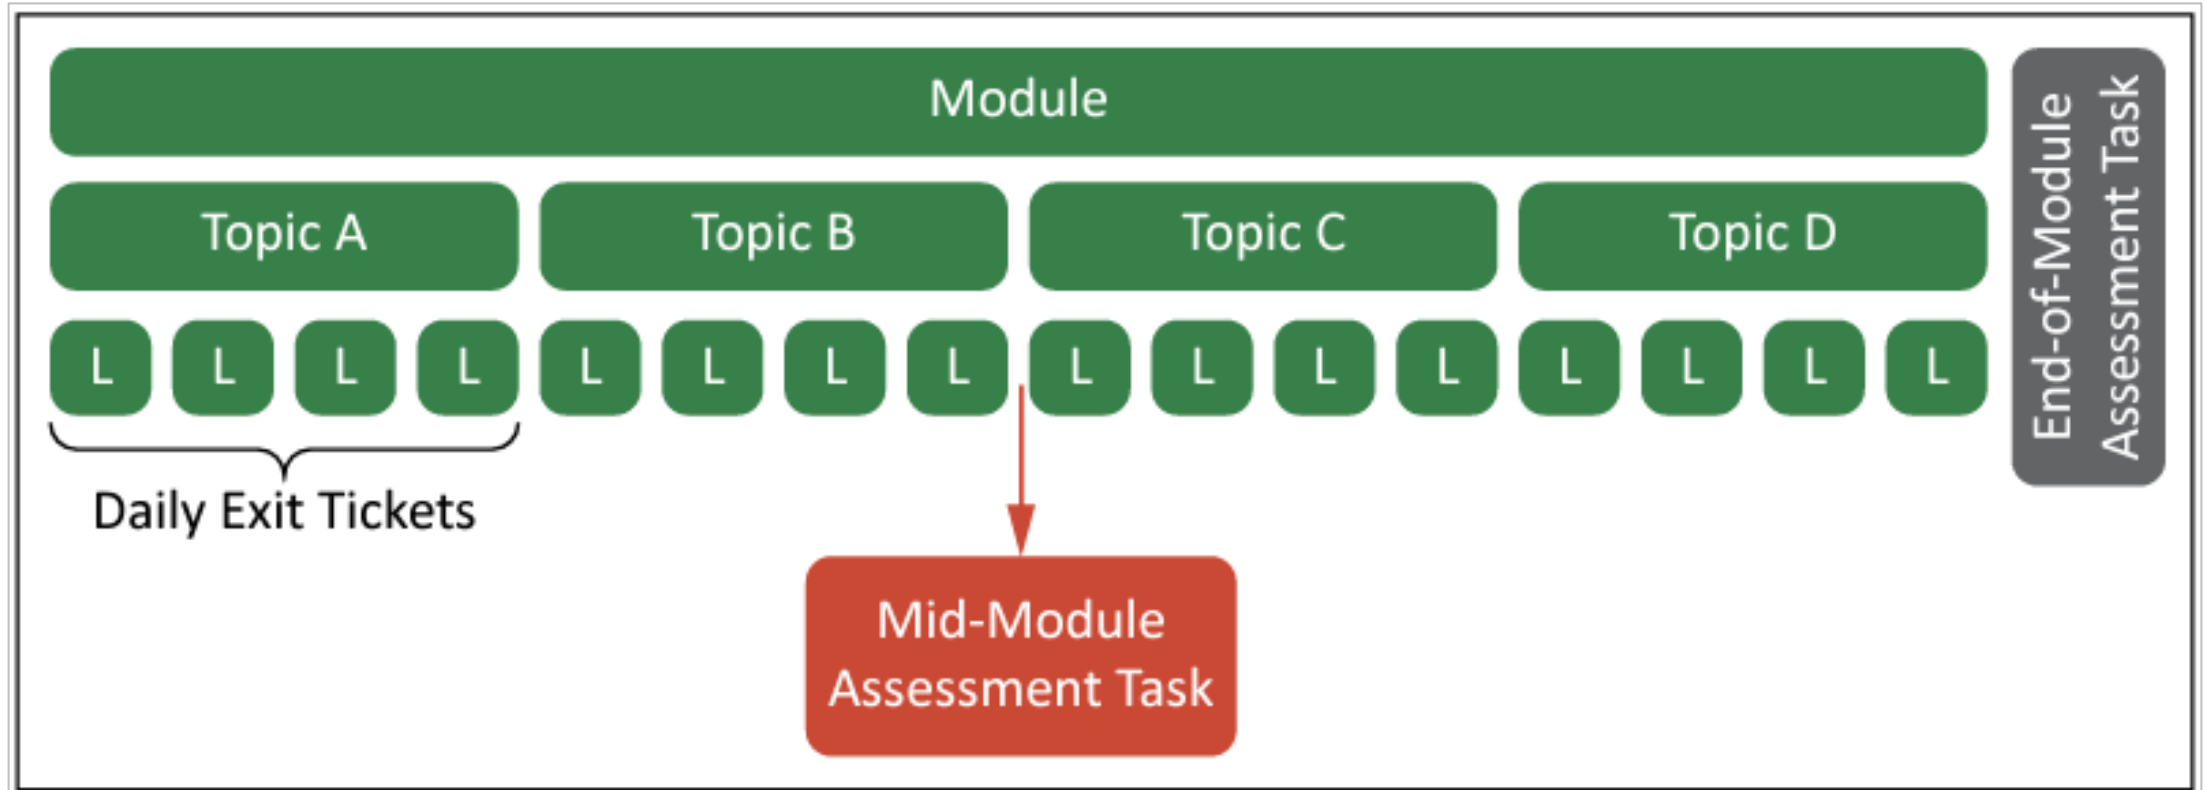 Module
Topic A
Topic B
Topic C
Topic D
L L L L L L L L L L L L L L L L
Daily Exit Tickets
Mid-Module
Assessment Task
End-of-Module
Assessment Task